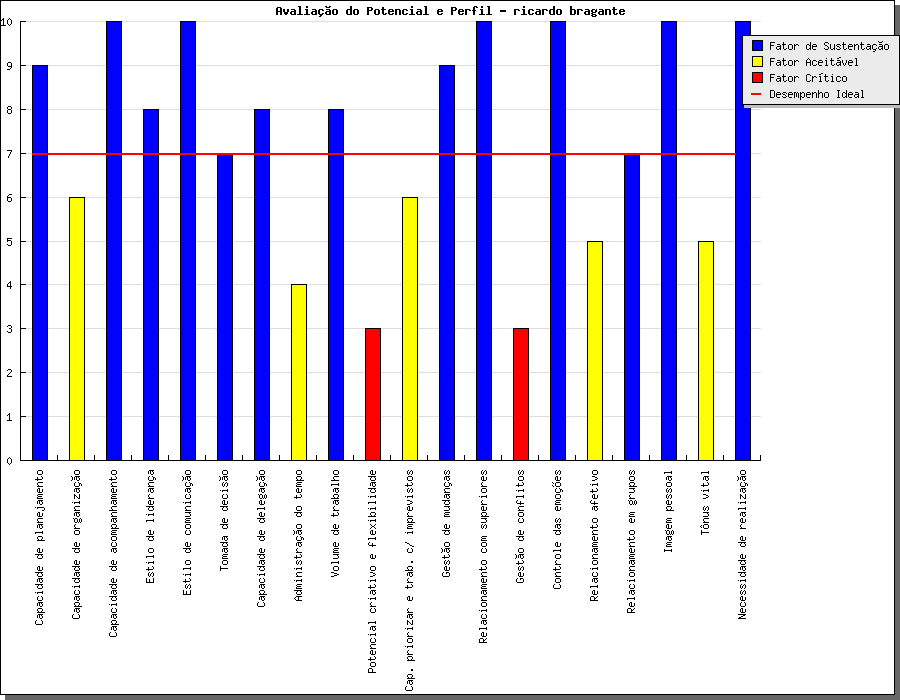 Avaliação do Potencial e Perfil - ricardo bragante
10
9
8
7
6
5
4
3
2
1
0
Fator de Sustentação
Fator Aceitável
Fator Crítico
Desempenho Ideal
Capacidade de planejamento
Capacidade de organização
Capacidade de acompanhamento
Estilo de liderança
Estilo de comunicação
Tomada de decisão
Capacidade de delegação
Administração do tempo
Volume de trabalho
Potencial criativo e flexibilidade
Cap. priorizar e trab. c/ imprevistos
Gestão de mudanças
Relacionamento com superiores
Gestão de conflitos
Controle das emoções
Relacionamento afetivo
Relacionamento em grupos
Imagem pessoal
Tônus vital
Necessidade de realização